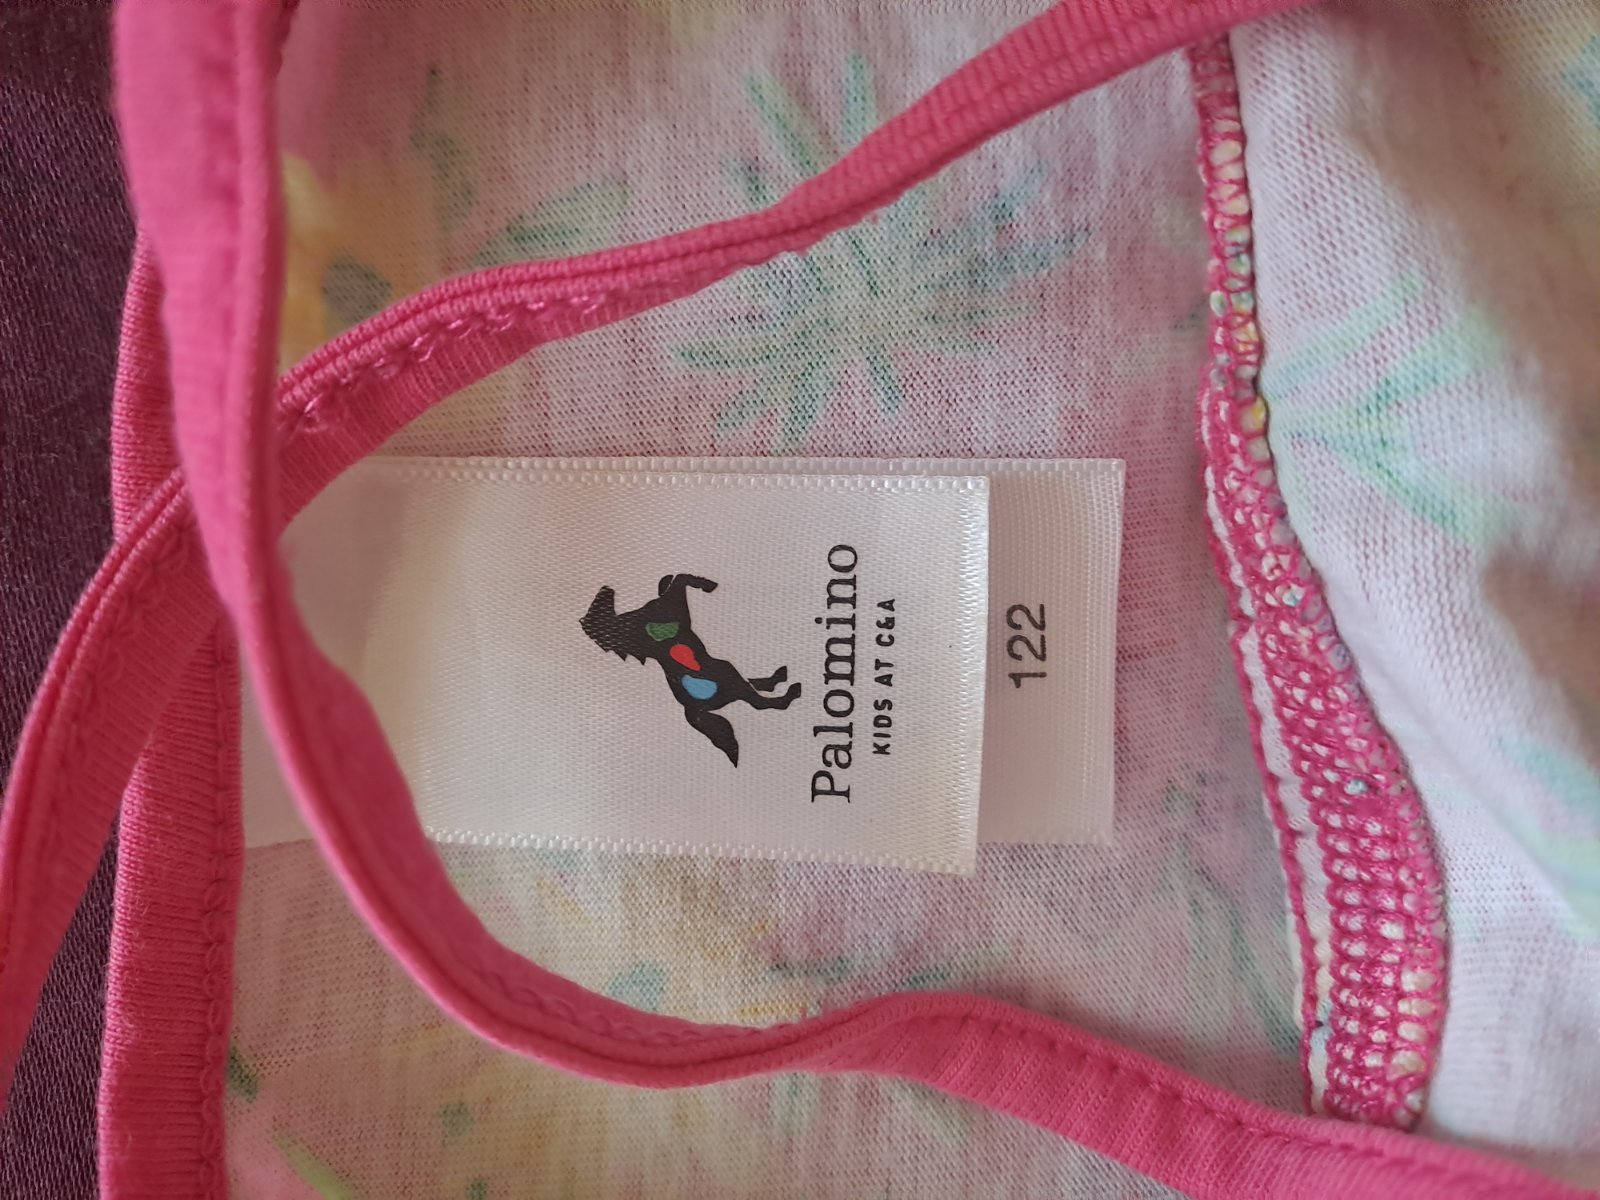 Palomino
KIDS AT C&A
122